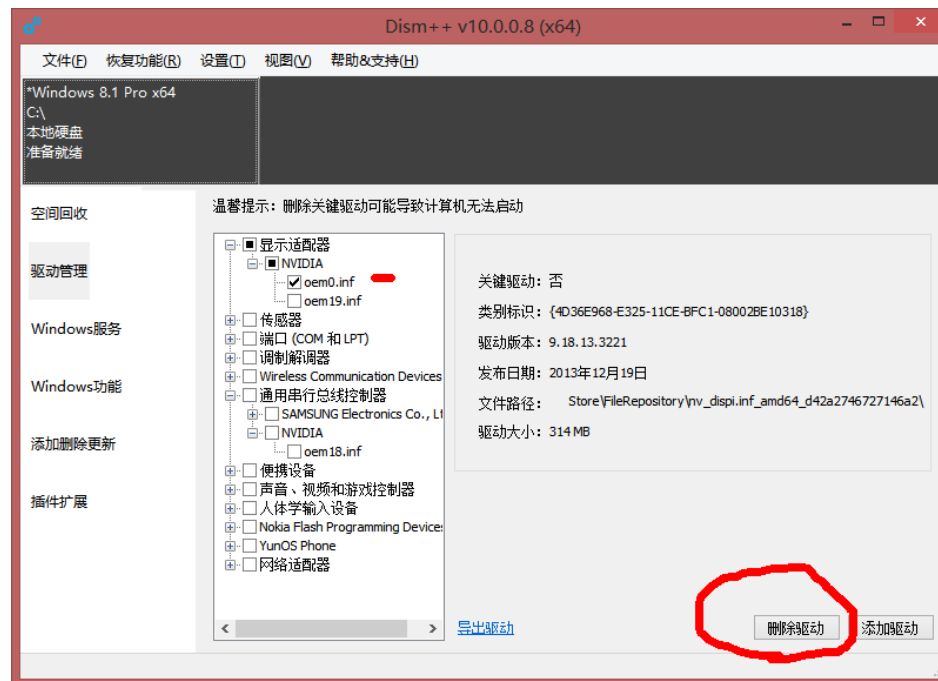 Dism++ v10.0.0.8 (x64)
文件(F) 恢复功能(R) 设置(T) 视图(V) 帮助&支持(H)
*Windows 8.1 Pro x64
C:\
本地硬盘
准备就绪
空间回收
驱动管理
Windows服务
Windows功能
添加删除更新
插件扩展
温馨提示：删除关键驱动可能导致计算机无法启动
显示适配器
NVIDIA
oem0.inf
oem19.inf
传感器
端口 (COM 和 LPT)
调制解调器
Wireless Communication Devices
通用串行总线控制器
SAMSUNG Electronics Co., Lt
NVIDIA
oem18.inf
便携设备
声音、视频和游戏控制器
人体学输入设备
Nokia Flash Programming Device
YunOS Phone
网络适配器
关键驱动：否
类别标识：{4D36E968-E325-11CE-BFC1-08002BE10318}
驱动版本：9.18.13.3221
发布日期：2013年12月19日
文件路径： Store\FileRepository\nv_dispi.inf_amd64_d42a2746727146a2\
驱动大小：314 MB
导出驱动
删除驱动
添加驱动